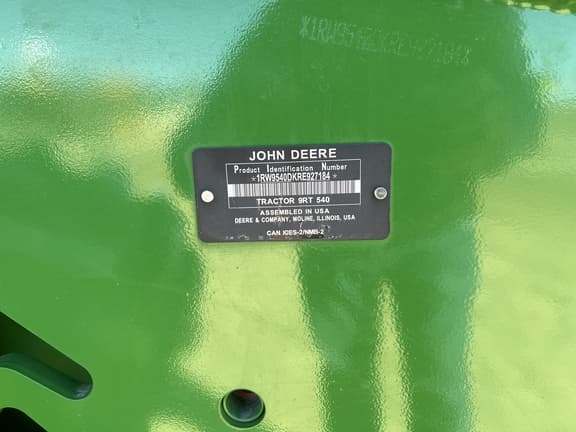 *1RW9540DKRE927184*
JOHN DEERE
Product Identification Number
*1RW9540DKRE927184*
TRACTOR 9RT 540
ASSEMBLED IN USA
DEERE & COMPANY, MOLINE, ILLINOIS, USA
CAN ICES-2/NMB-2